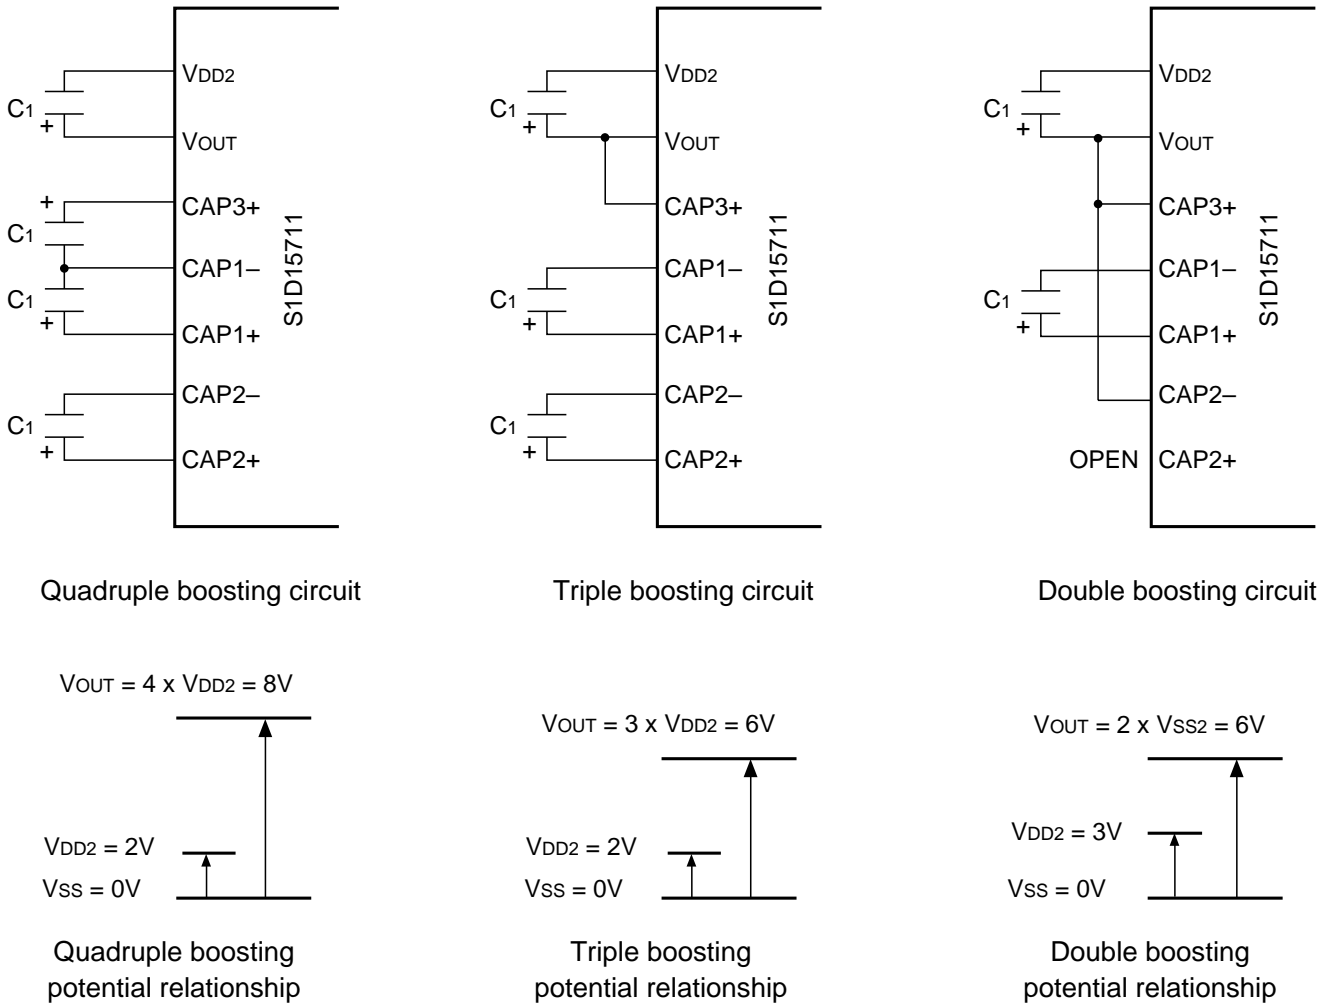 VDD2
C1
+
VOUT
+
CAP3+
C1
CAP1–
C1
+
CAP1+
CAP2–
C1
+
CAP2+
S1D15711
VDD2
C1
+
VOUT
CAP3+
CAP1–
C1
+
CAP1+
CAP2–
C1
+
CAP2+
S1D15711
VDD2
C1
+
VOUT
CAP3+
CAP1–
C1
+
CAP1+
CAP2–
OPEN
CAP2+
S1D15711
Quadruple boosting circuit
Triple boosting circuit
Double boosting circuit
VOUT = 4 x VDD2 = 8V
VDD2 = 2V
VSS = 0V
Quadruple boosting
potential relationship
VOUT = 3 x VDD2 = 6V
VDD2 = 2V
VSS = 0V
Triple boosting
potential relationship
VOUT = 2 x VSS2 = 6V
VDD2 = 3V
VSS = 0V
Double boosting
potential relationship